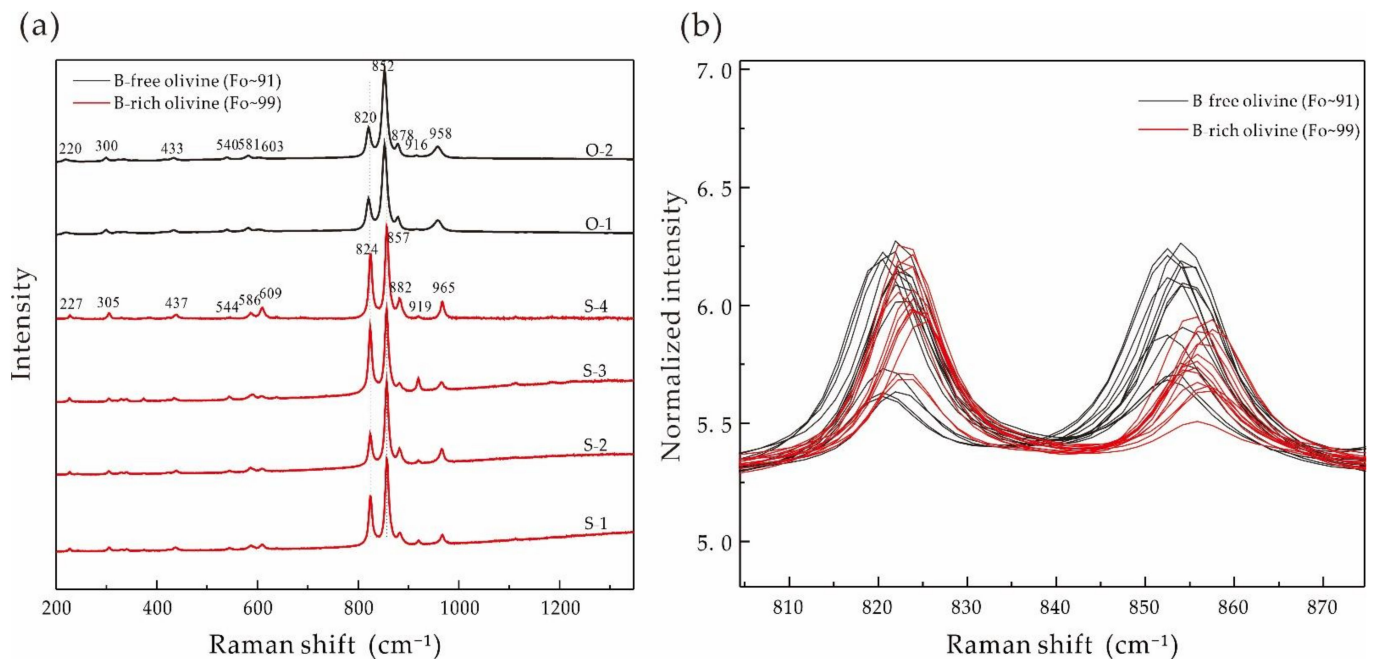 (a)
B-free olivine (Fo~91)
B-rich olivine (Fo~99)
852
820
878
958
916
220
300
433
540
581
603
O-2
O-1
857
824
882
965
919
227
305
437
544
586
609
S-4
S-3
S-2
S-1
Intensity
200
400
600
800
1000
1200
Raman shift (cm⁻¹)
(b)
7.0
6.5
6.0
5.5
5.0
B-free olivine (Fo~91)
B-rich olivine (Fo~99)
Normalized intensity
810
820
830
840
850
860
870
Raman shift (cm⁻¹)